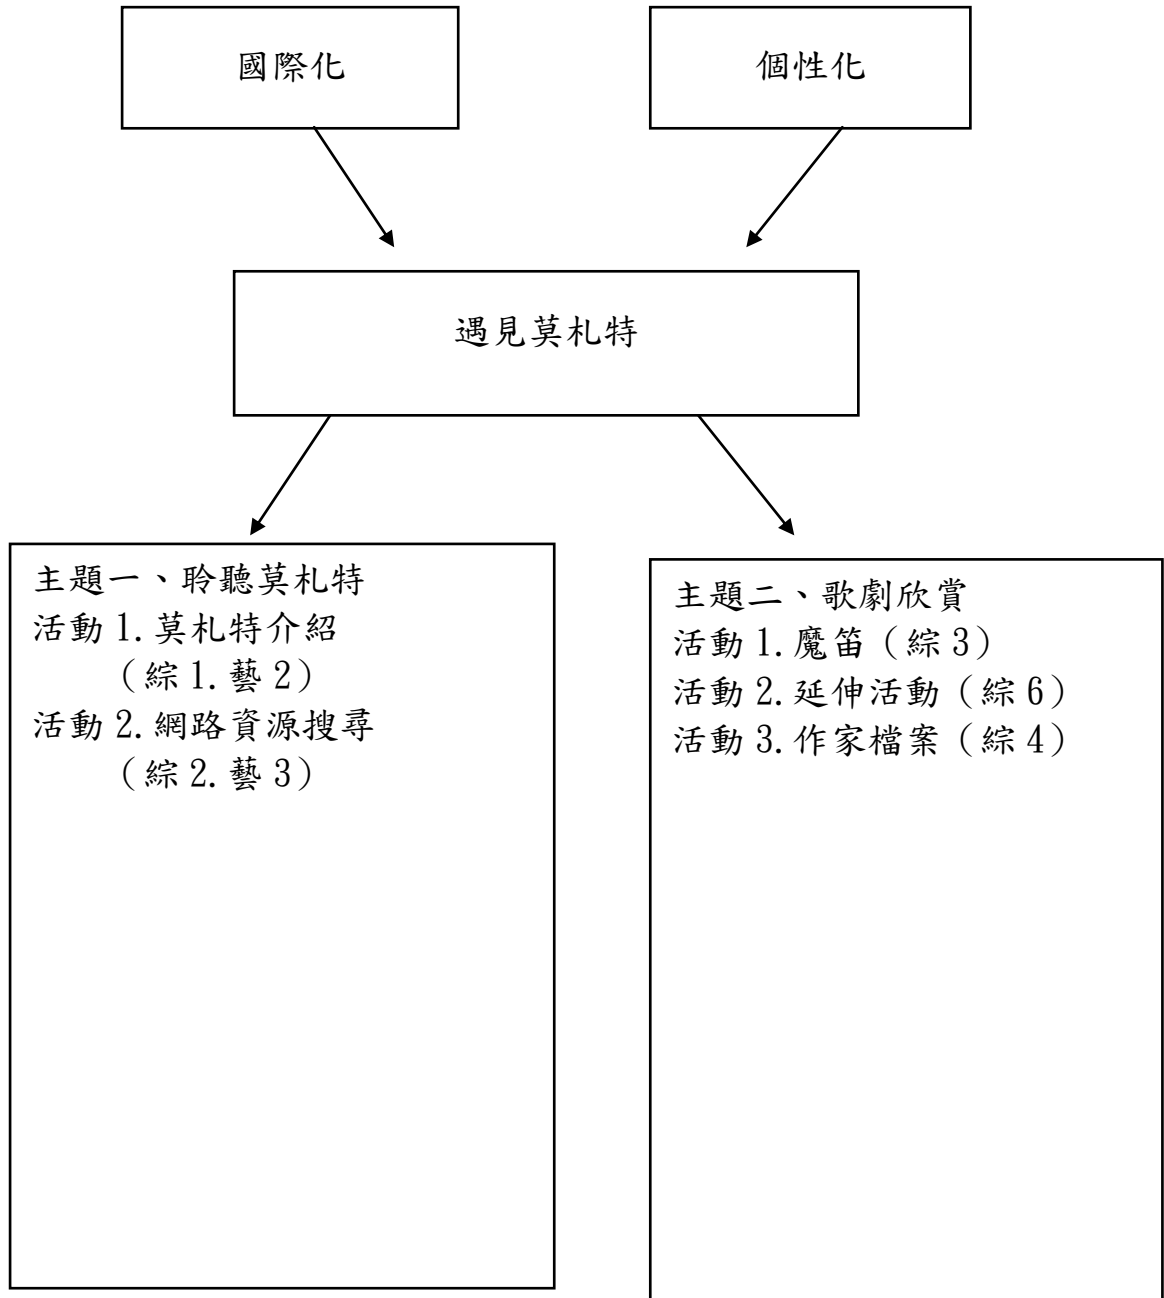 國際化
個性化
遇見莫札特
主題一、聆聽莫札特
活動 1.莫札特介紹
（綜 1.藝 2）
活動 2.網路資源搜尋
（綜 2.藝 3）
主題二、歌劇欣賞
活動 1.魔笛（綜 3）
活動 2.延伸活動（綜 6）
活動 3.作家檔案（綜 4）